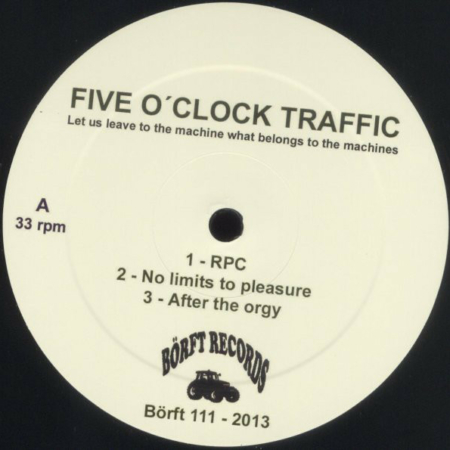 FIVE O´CLOCK TRAFFIC
Let us leave to the machine what belongs to the machines
A
33 rpm
1 - RPC
2 - No limits to pleasure
3 - After the orgy
BÖRFT RECORDS
Börft 111 - 2013